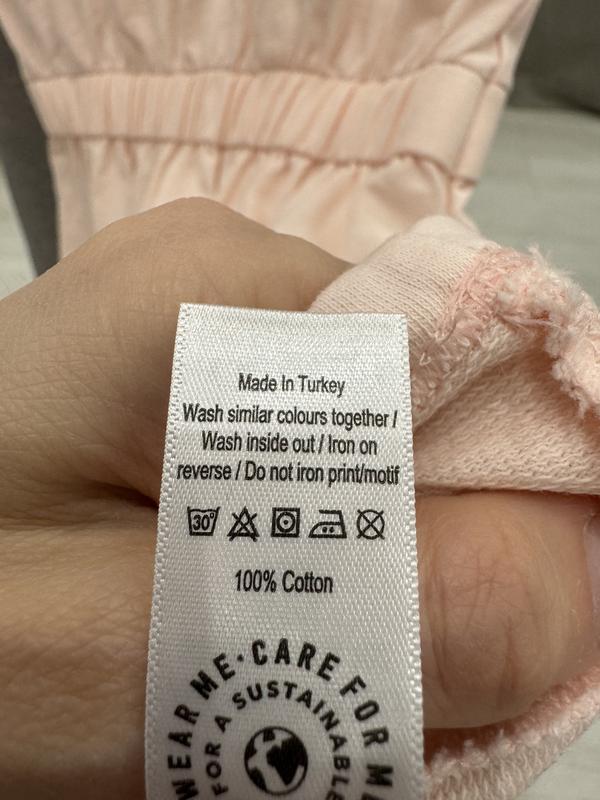 Made In Turkey
Wash similar colours together /
Wash inside out / Iron on
reverse / Do not iron print/motif
30°
100% Cotton
WEAR ME · CARE FOR ME
FOR A SUSTAINABLE